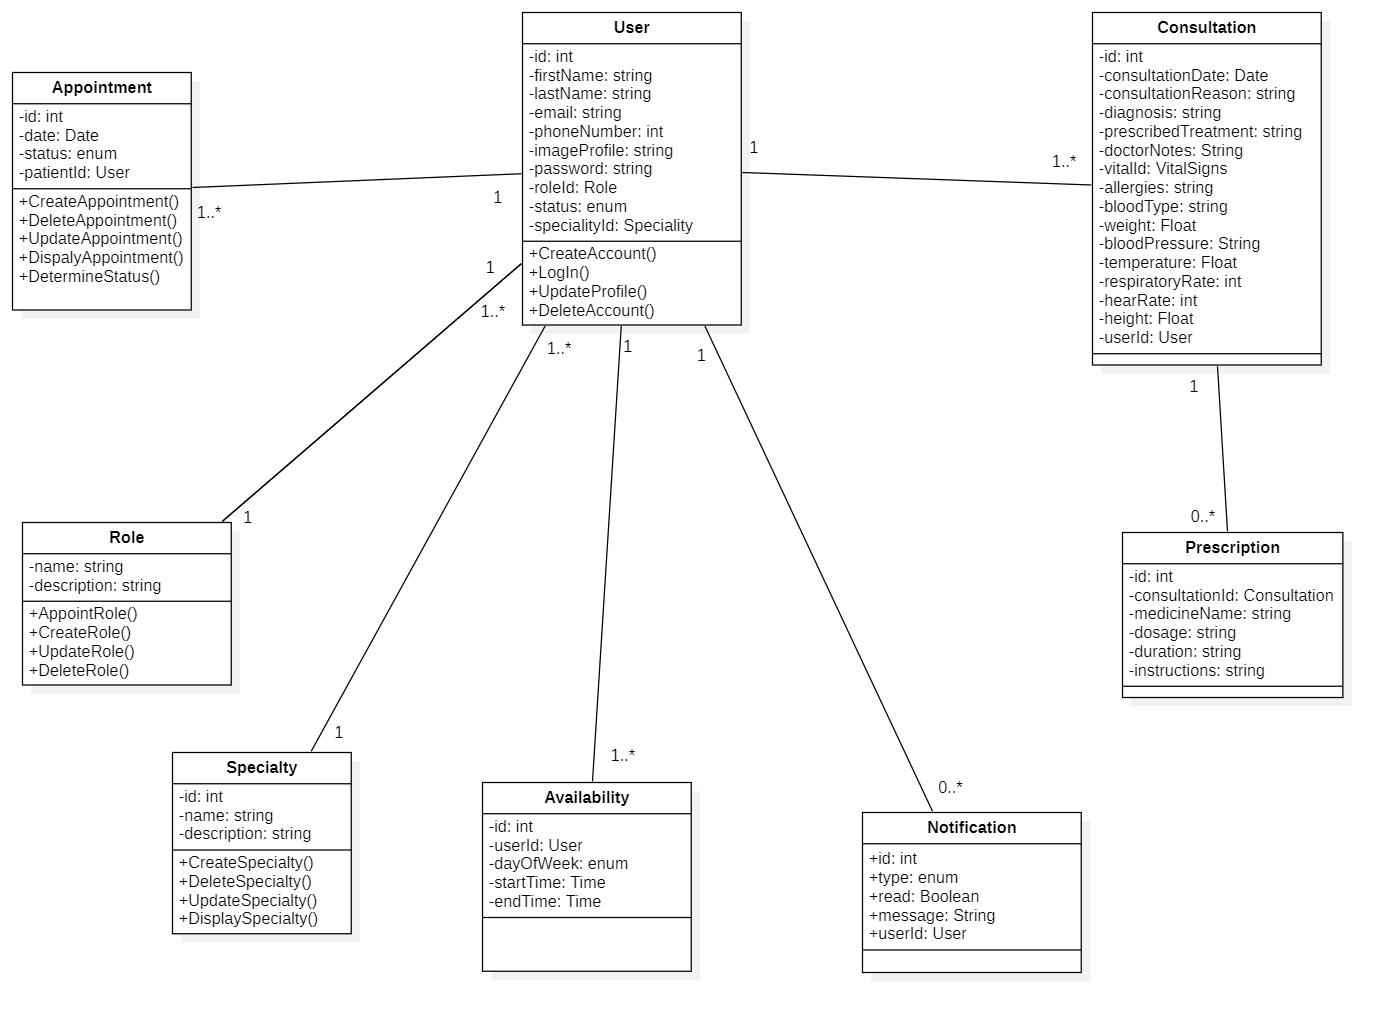 User
-id: int
-firstName: string
-lastName: string
-email: string
-phoneNumber: int
-imageProfile: string
-password: string
-roleId: Role
-status: enum
-specialityId: Speciality
+CreateAccount()
+LogIn()
+UpdateProfile()
+DeleteAccount()
Consultation
-id: int
-consultationDate: Date
-consultationReason: string
-diagnosis: string
-prescribedTreatment: string
-doctorNotes: String
-vitalId: VitalSigns
-allergies: string
-bloodType: string
-weight: Float
-bloodPressure: String
-temperature: Float
-respiratoryRate: int
-hearRate: int
-height: Float
-userId: User
Appointment
-id: int
-date: Date
-status: enum
-patientId: User
+CreateAppointment()
+DeleteAppointment()
+UpdateAppointment()
+DispalyAppointment()
+DetermineStatus()
1
1..*
1
1..*
1
1..*
1..*
1
1
1
0..*
1
Role
-name: string
-description: string
+AppointRole()
+CreateRole()
+UpdateRole()
+DeleteRole()
Prescription
-id: int
-consultationId: Consultation
-medicineName: string
-dosage: string
-duration: string
-instructions: string
1
1..*
0..*
Specialty
-id: int
-name: string
-description: string
+CreateSpecialty()
+DeleteSpecialty()
+UpdateSpecialty()
+DisplaySpecialty()
Availability
-id: int
-userId: User
-dayOfWeek: enum
-startTime: Time
-endTime: Time
Notification
+id: int
+type: enum
+read: Boolean
+message: String
+userId: User